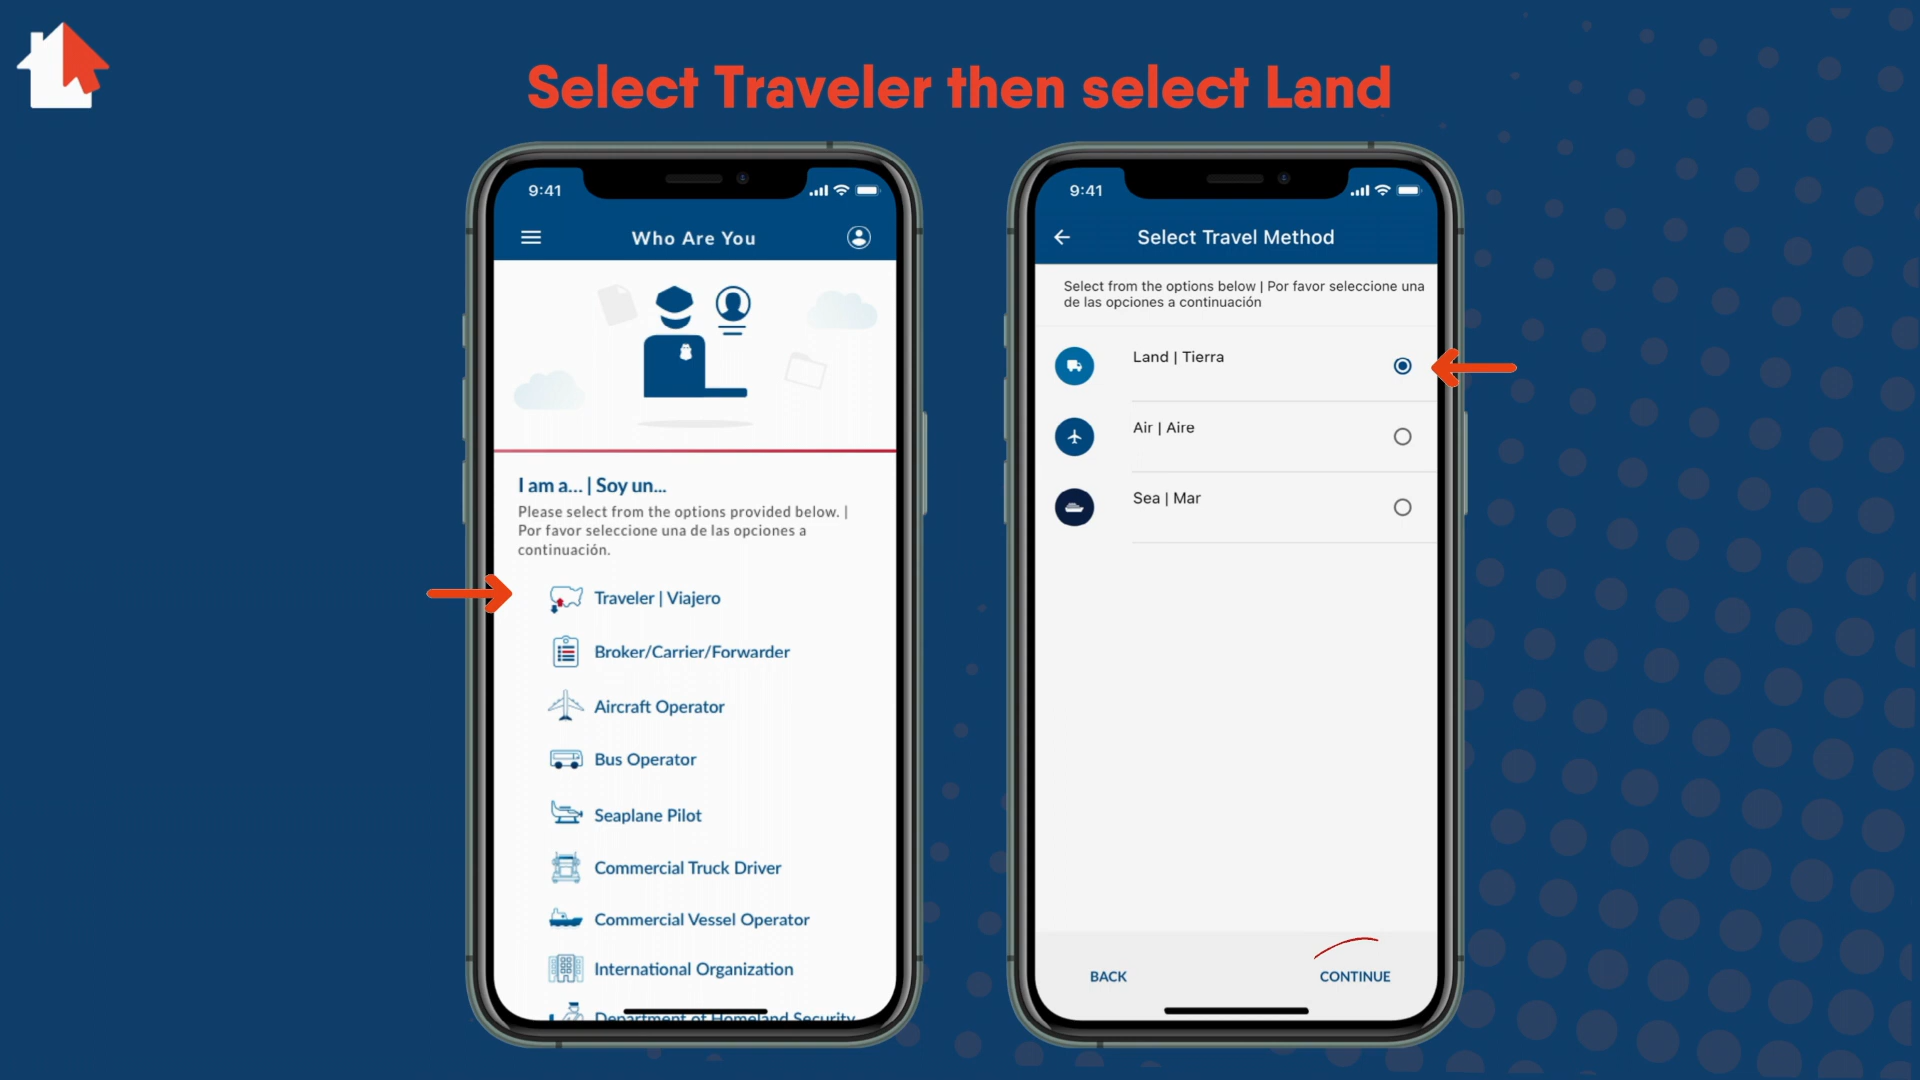 Select Traveler then select Land
9:41
Who Are You
I am a... | Soy un...
Please select from the options provided below. |
Por favor seleccione una de las opciones a
continuación.
Traveler | Viajero
Broker/Carrier/Forwarder
Aircraft Operator
Bus Operator
Seaplane Pilot
Commercial Truck Driver
Commercial Vessel Operator
International Organization
Department of Homeland Security
9:41
Select Travel Method
Select from the options below | Por favor seleccione una
de las opciones a continuación
Land | Tierra
Air | Aire
Sea | Mar
BACK
CONTINUE